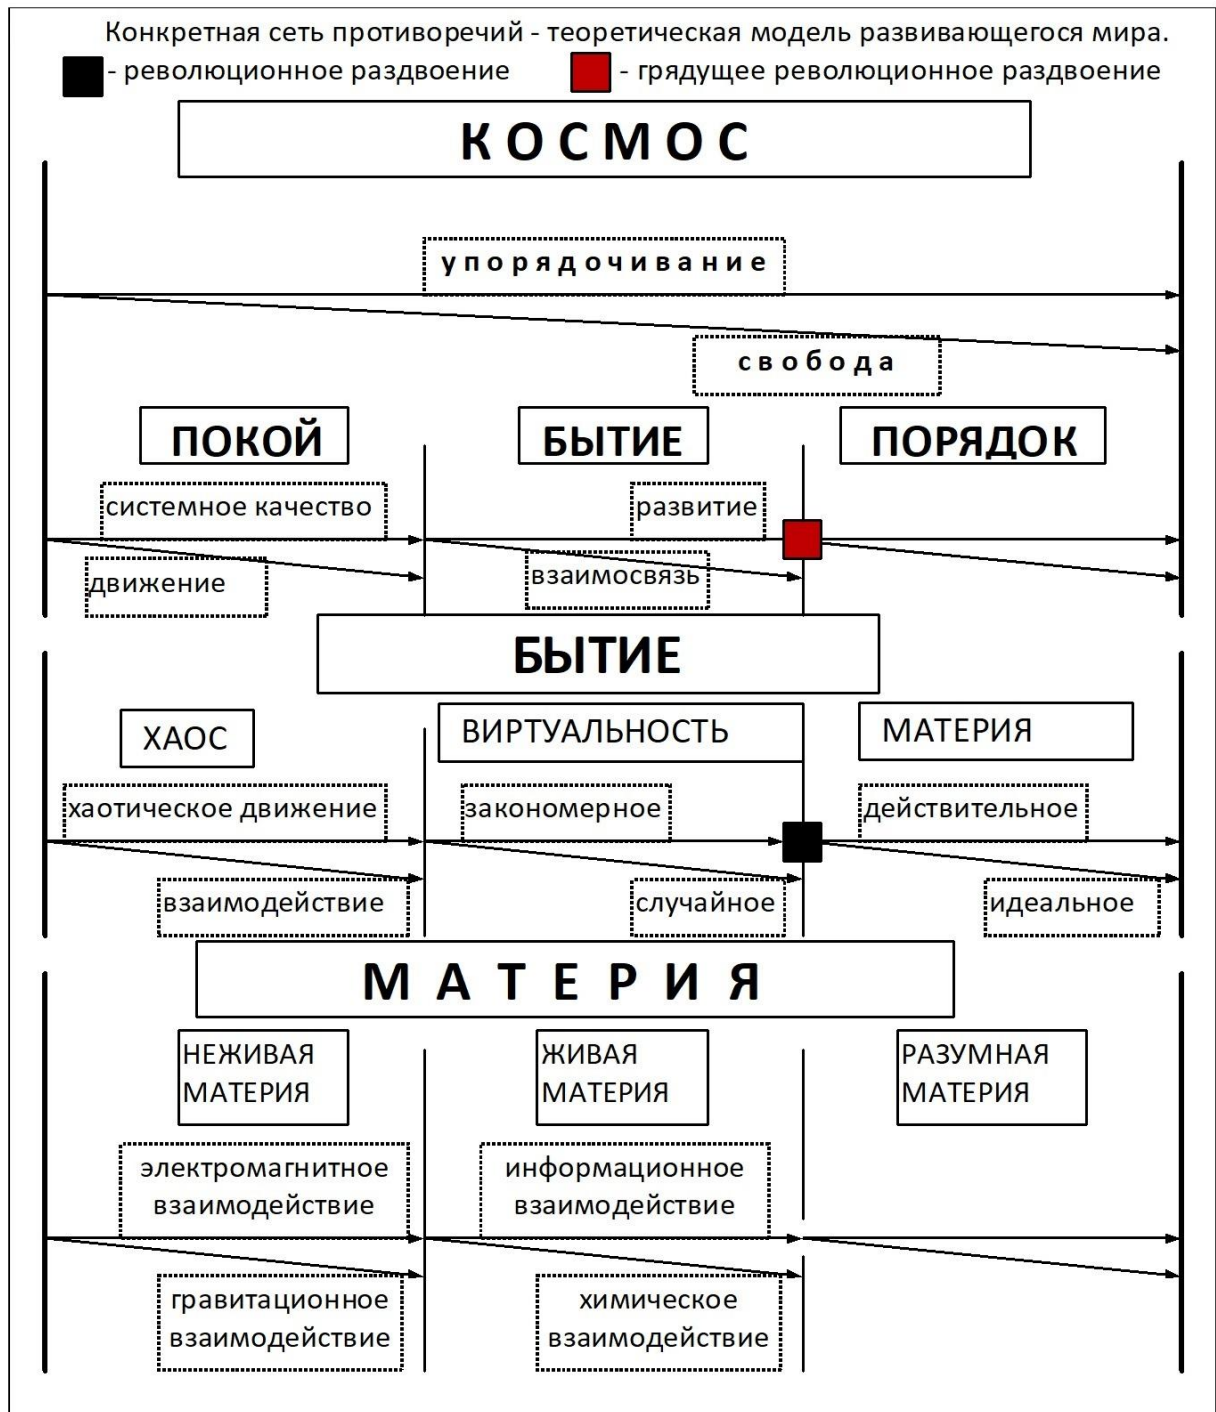 Конкретная сеть противоречий - теоретическая модель развивающегося мира.
- революционное раздвоение - грядущее революционное раздвоение
КОСМОС
упорядочивание
свобода
ПОКОЙ БЫТИЕ ПОРЯДОК
системное качество развитие
движение взаимосвязь
БЫТИЕ
ХАОС ВИРТУАЛЬНОСТЬ МАТЕРИЯ
хаотическое движение закономерное действительное
взаимодействие случайное идеальное
МАТЕРИЯ
НЕЖИВАЯ ЖИВАЯ РАЗУМНАЯ
МАТЕРИЯ МАТЕРИЯ МАТЕРИЯ
электромагнитное информационное
взаимодействие взаимодействие
гравитационное химическое
взаимодействие взаимодействие